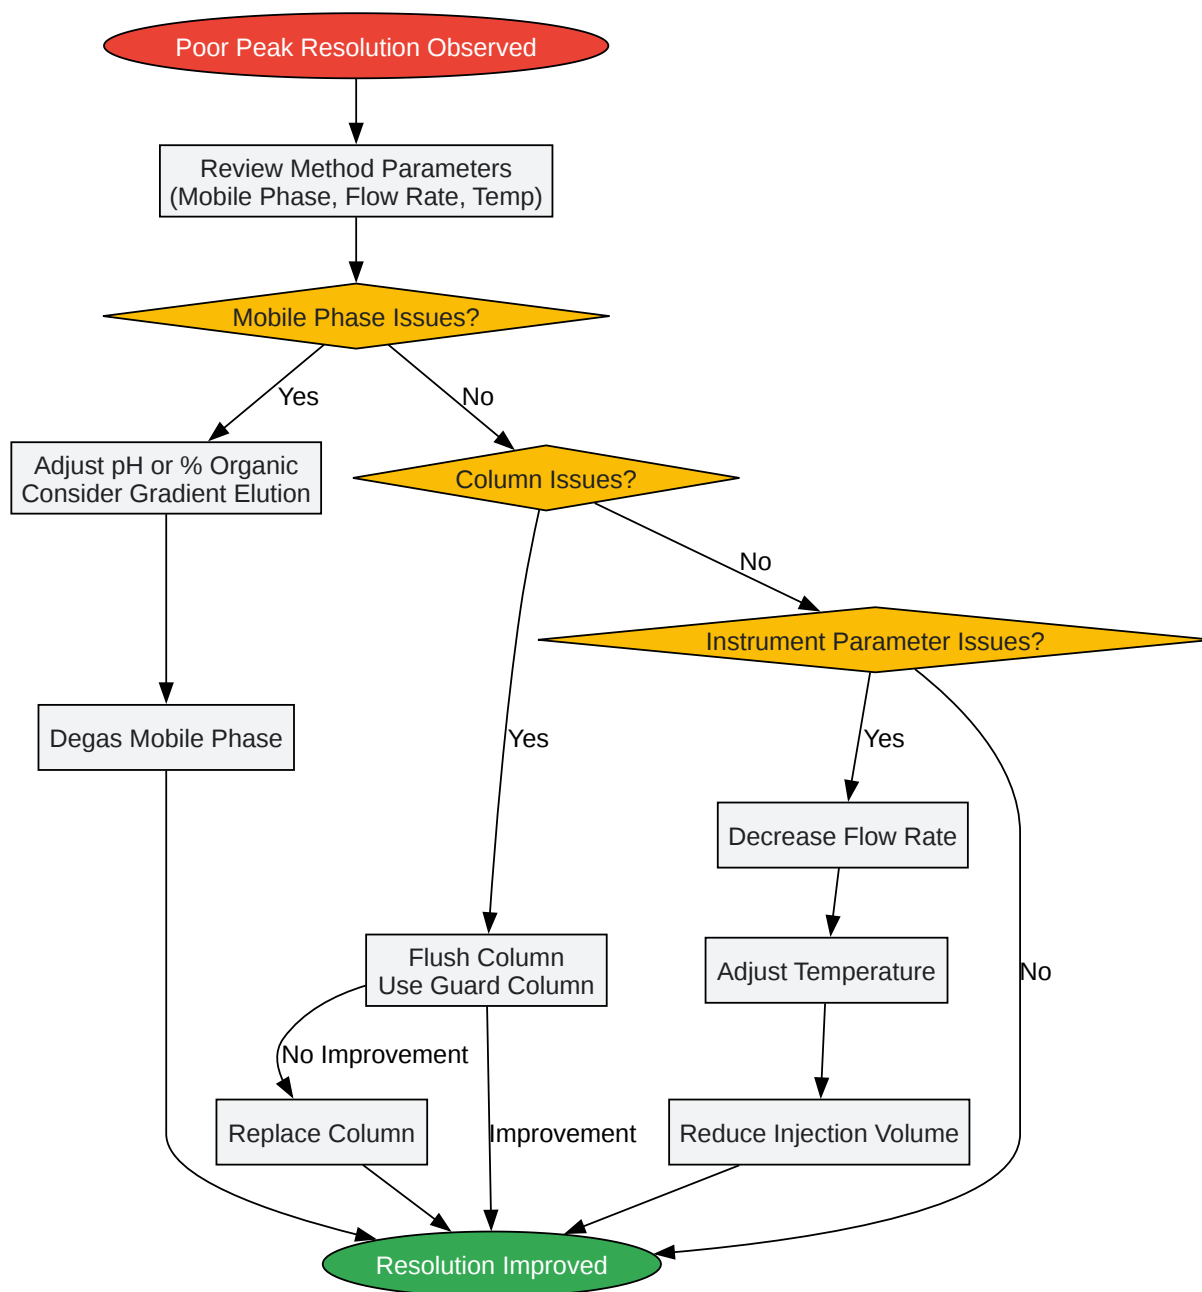 Poor Peak Resolution Observed
Review Method Parameters
(Mobile Phase, Flow Rate, Temp)
Mobile Phase Issues?
Yes
No
Adjust pH or % Organic
Consider Gradient Elution
Column Issues?
No
Instrument Parameter Issues?
Degas Mobile Phase
Yes
Yes
Decrease Flow Rate
Flush Column
Use Guard Column
Adjust Temperature
No
No Improvement
Replace Column
Improvement
Reduce Injection Volume
Resolution Improved